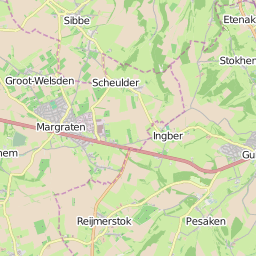 Sibbe
Etenak
Stokhe
Groot-Welsden
Scheulder
Margraten
Ingber
hem
Gu
Reijmerstok
Pesaken